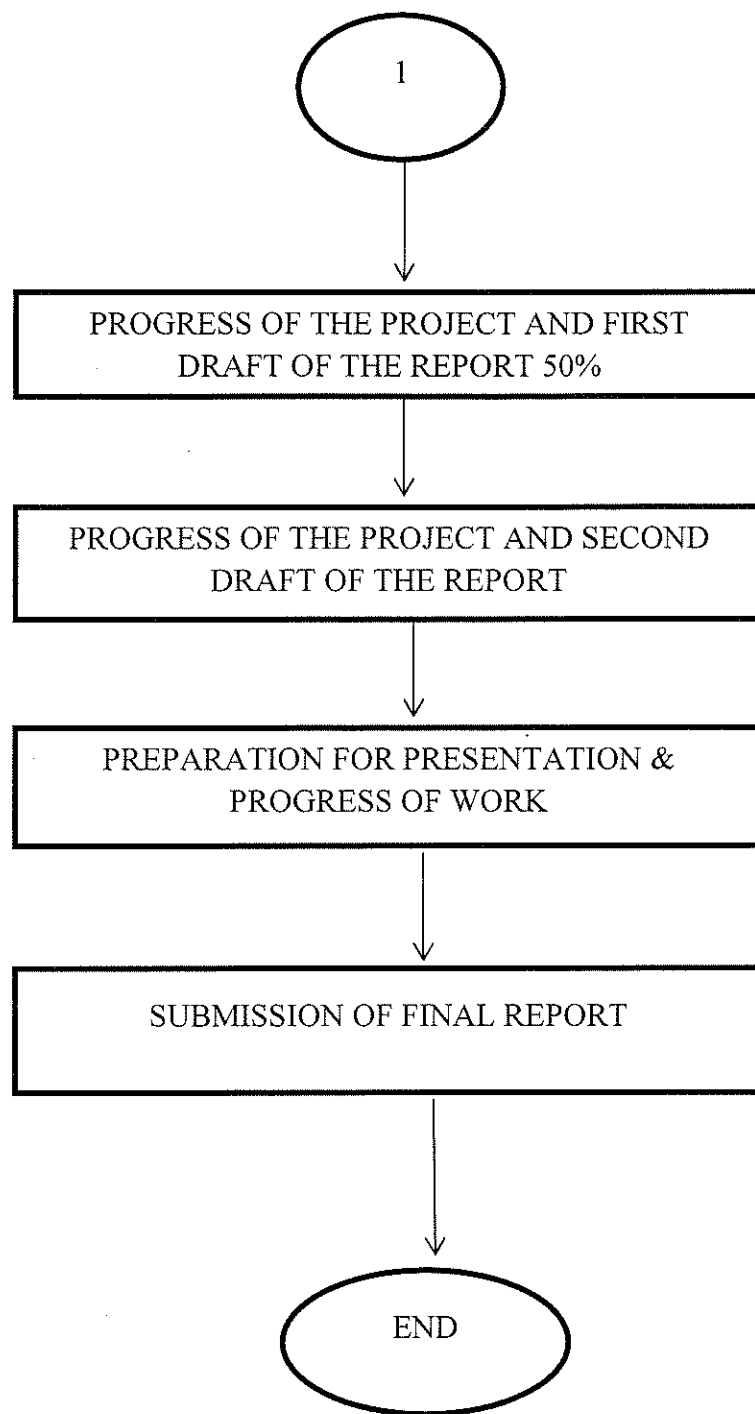 1
PROGRESS OF THE PROJECT AND FIRST
DRAFT OF THE REPORT 50%
PROGRESS OF THE PROJECT AND SECOND
DRAFT OF THE REPORT
PREPARATION FOR PRESENTATION &
PROGRESS OF WORK
SUBMISSION OF FINAL REPORT
END